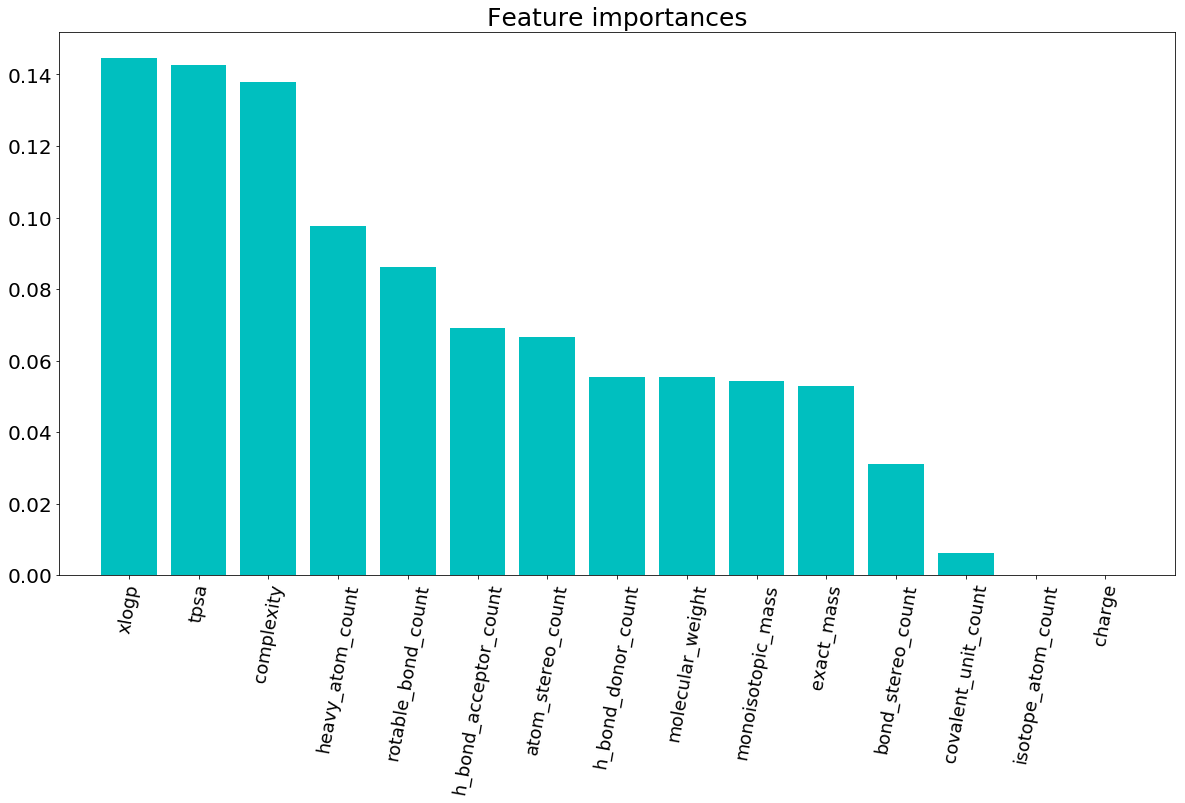 Feature importances
0.14
0.12
0.10
0.08
0.06
0.04
0.02
0.00
xlogp
tpsa
complexity
heavy_atom_count
rotable_bond_count
h_bond_acceptor_count
atom_stereo_count
h_bond_donor_count
molecular_weight
monoisotopic_mass
exact_mass
bond_stereo_count
covalent_unit_count
isotope_atom_count
charge